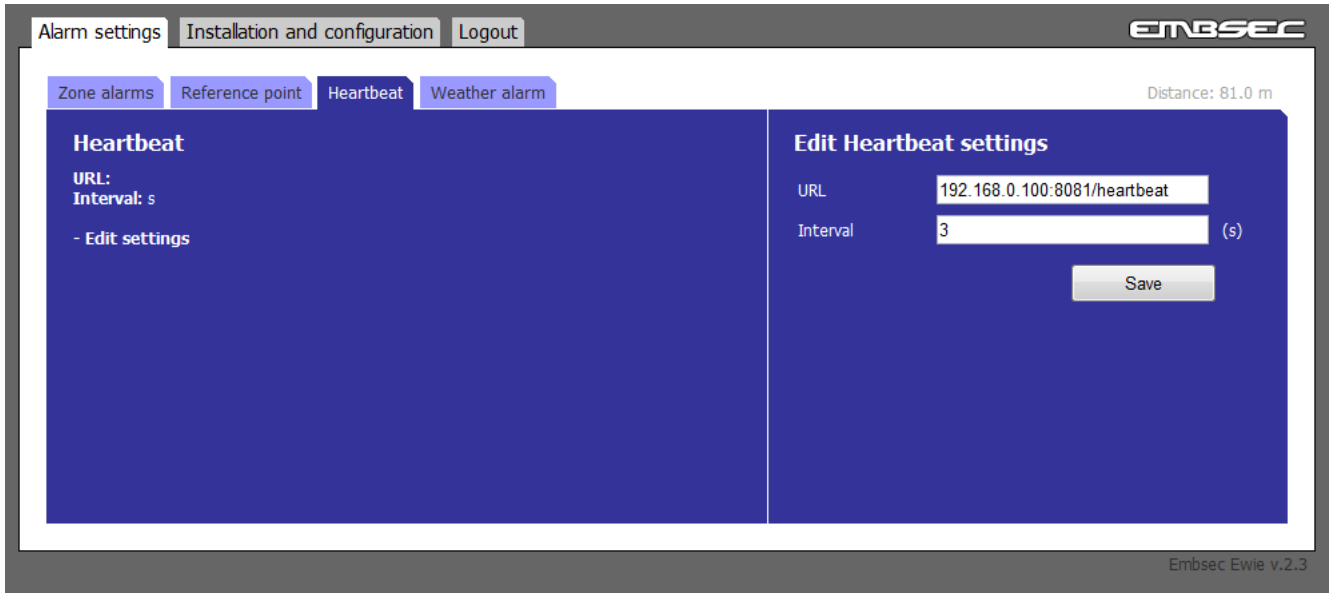 Alarm settings Installation and configuration Logout EMBSEC
Zone alarms Reference point Heartbeat Weather alarm Distance: 81.0 m
Heartbeat
URL:
Interval: s
- Edit settings
Edit Heartbeat settings
URL 192.168.0.100:8081/heartbeat
Interval 3 (s)
Save
Embsec Ewie v.2.3